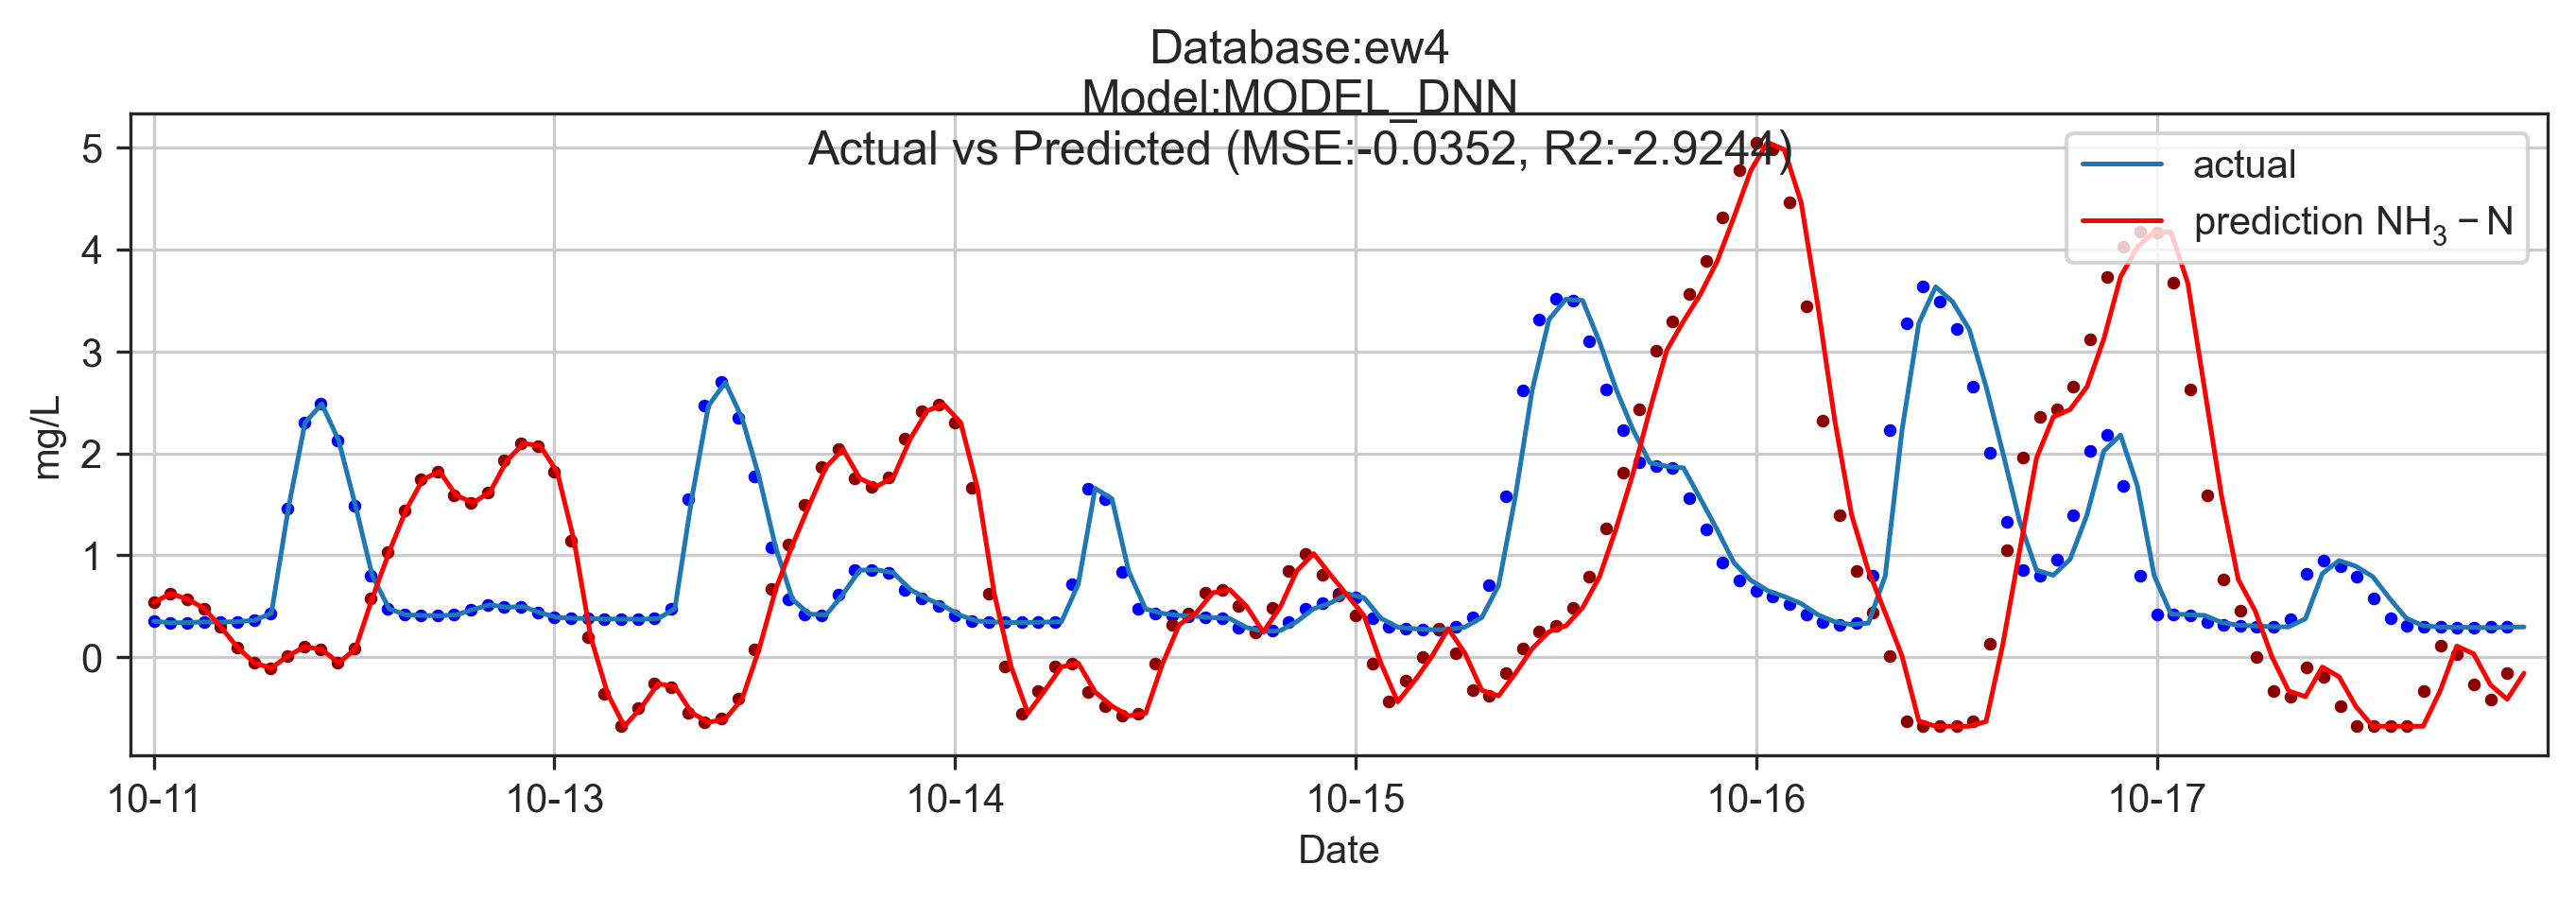 Database:ew4
Model:MODEL_DNN
Actual vs Predicted (MSE:-0.0352, R2:-2.9244)
actual
prediction NH₃ − N
5
4
3
2
1
0
mg/L
10-11 10-13 10-14 10-15 10-16 10-17
Date